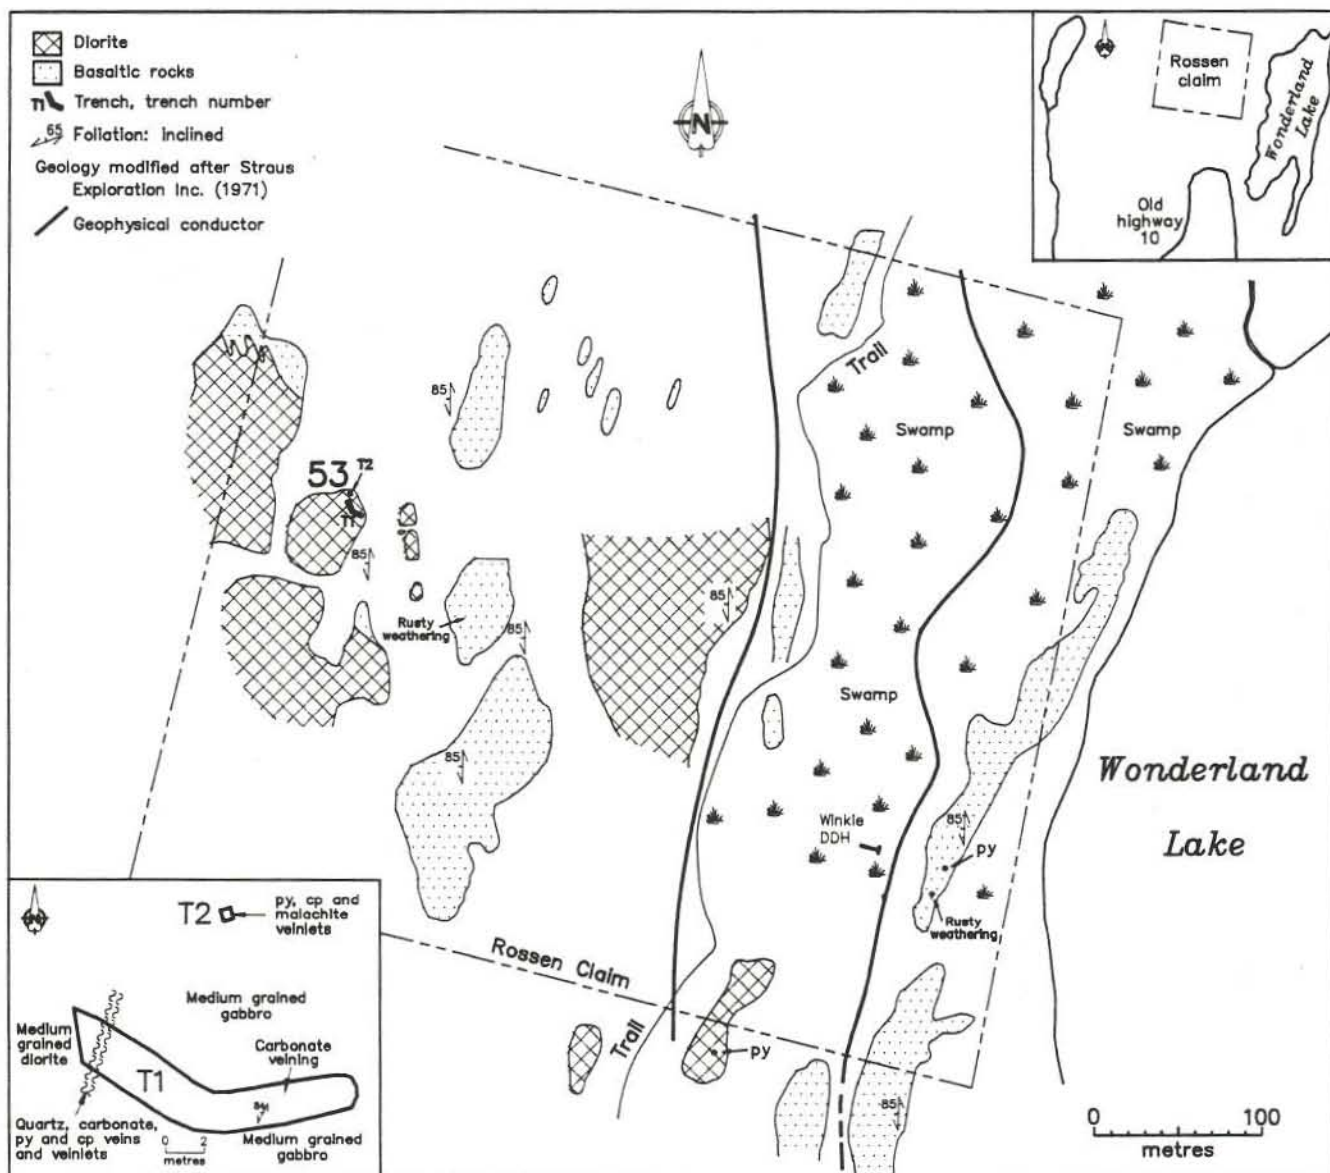 Diorite
Basaltic rocks
T1 Trench, trench number
65 Foliation: inclined
Geology modified after Straus
Exploration Inc. (1971)
Geophysical conductor
N
Rossen
claim
Wonderland
Lake
Old
highway
10
Trail
Swamp
Swamp
85
53
T2
T1
85
85
Rusty
weathering
85
Swamp
85
Wonderland
Lake
Winkie
DDH
85
py
Rusty
weathering
Rossen Claim
Trail
py
85
0 100
metres
T2
py, cp and
malachite
veinlets
Medium grained
gabbro
Medium
grained
diorite
Carbonate
veining
T1
Quartz, carbonate,
py and cp veins
and veinlets
0 2
metres
Medium grained
gabbro